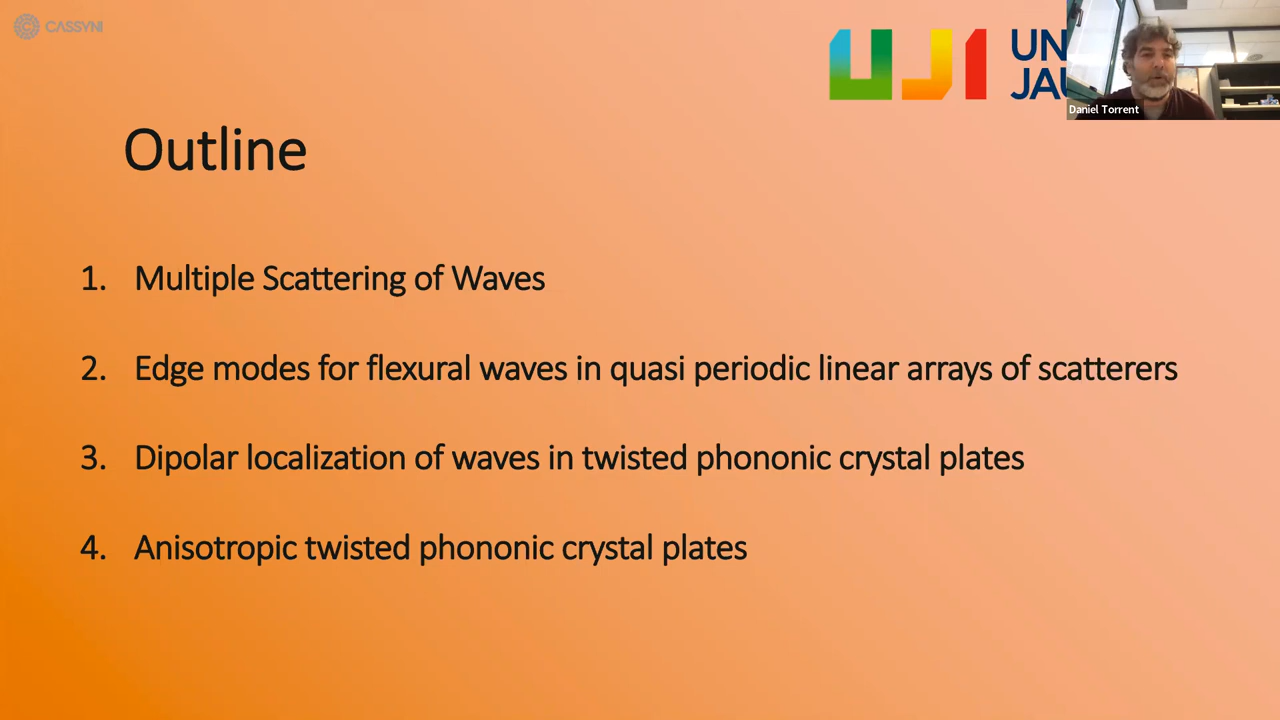 CASSYNI
UJI
UN
JAU
Daniel Torrent
Outline
1. Multiple Scattering of Waves
2. Edge modes for flexural waves in quasi periodic linear arrays of scatterers
3. Dipolar localization of waves in twisted phononic crystal plates
4. Anisotropic twisted phononic crystal plates